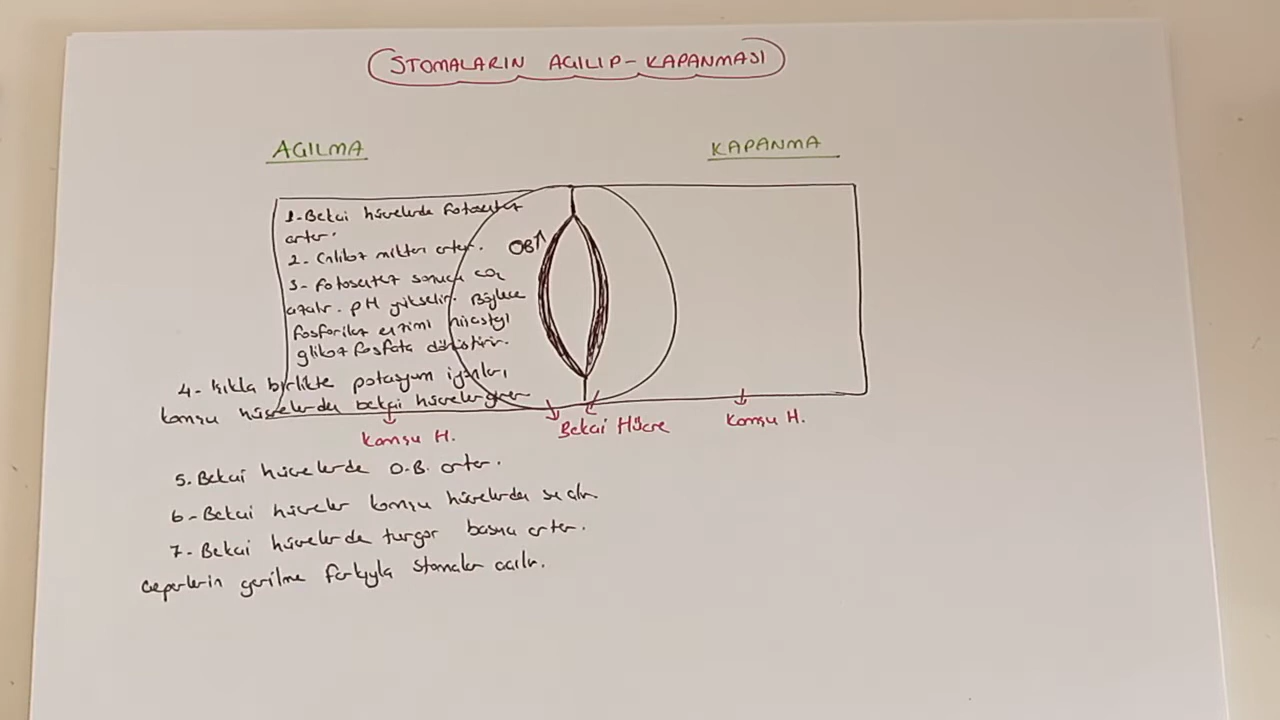 STOMALARIN AÇILIP-KAPANMASI
AÇILMA
KAPANMA
1-Bekçi hücrelerde fotosentez
artar.
2- Glikoz miktarı artar.
OB↑
3- Fotosentez sonucu CO2
azalır. pH yükselir. Böylece
fosforilaz enzimi nişastayı
glikoz fosfata dönüştürür.
4- Işıkla birlikte potasyum iyonları,
komşu hücrelerden bekçi hücrelere girer
Komşu H.
Bekçi Hücre
Komşu H.
5. Bekçi hücrelerde O.B. artar.
6- Bekçi hücreler komşu hücrelerden su alır.
7- Bekçi hücrelerde turgor basıncı artar.
Çeperlerin gerilme farkıyla stomalar açılır.